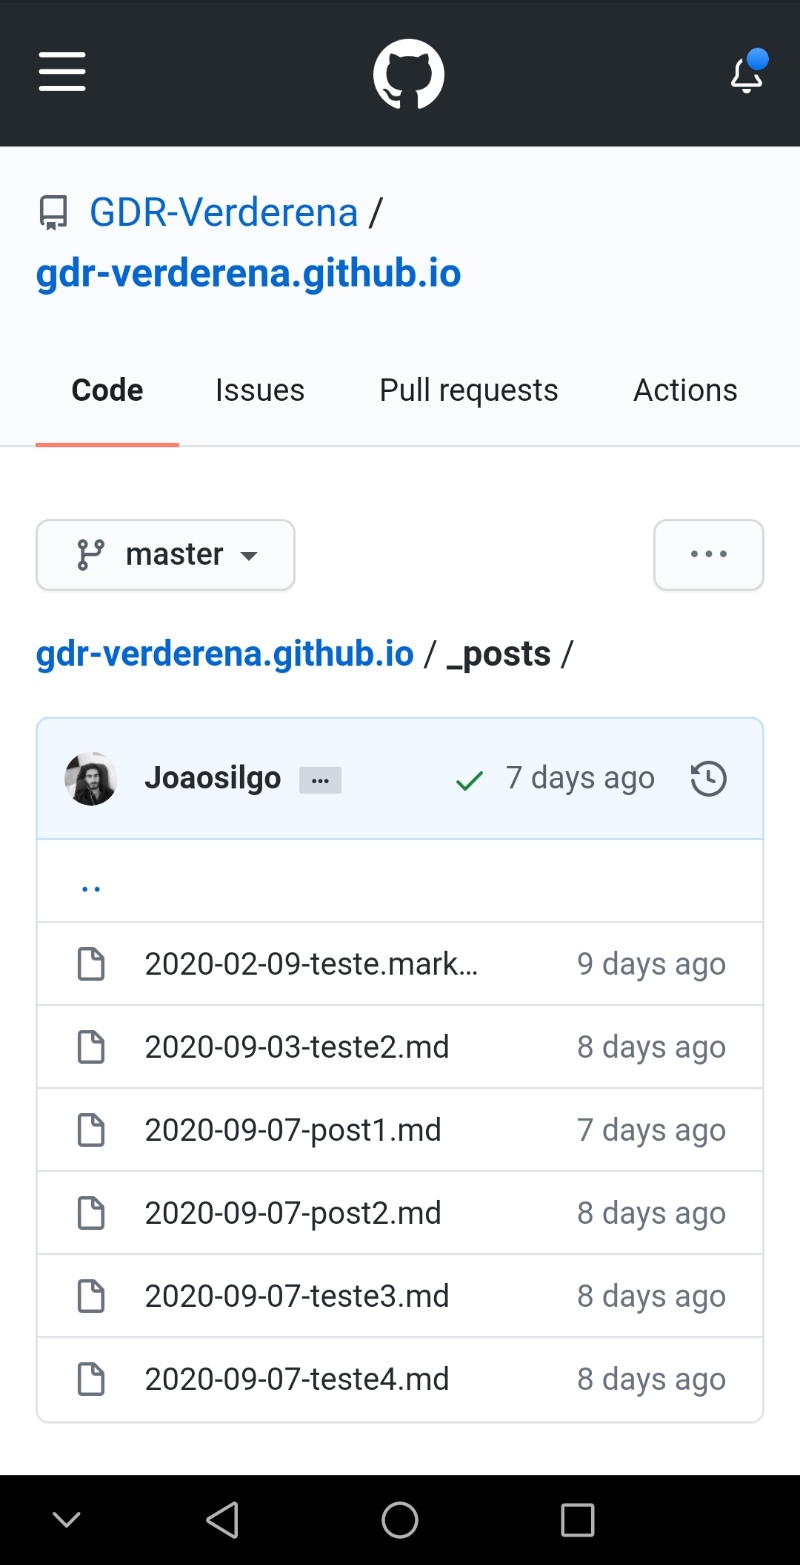 GDR-Verderena /
gdr-verderena.github.io
Code Issues Pull requests Actions
master ...
gdr-verderena.github.io / _posts /
Joaosilgo ... 7 days ago
..
2020-02-09-teste.mark... 9 days ago
2020-09-03-teste2.md 8 days ago
2020-09-07-post1.md 7 days ago
2020-09-07-post2.md 8 days ago
2020-09-07-teste3.md 8 days ago
2020-09-07-teste4.md 8 days ago